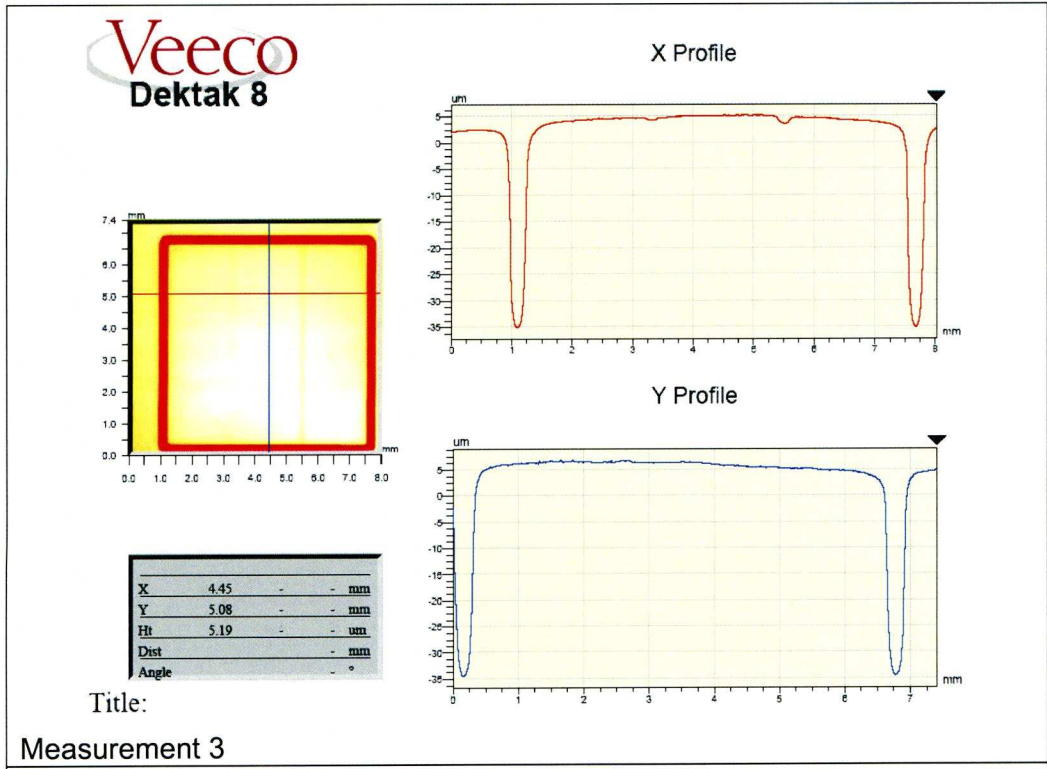 Veeco
Dektak 8
X Profile
um
5
0
-5
-10
-15
-20
-25
-30
-35
0 1 2 3 4 5 6 7 8
mm
mm
7.4
6.0
5.0
4.0
3.0
2.0
1.0
0.0
0.0 1.0 2.0 3.0 4.0 5.0 6.0 7.0 8.0
mm
Y Profile
um
5
0
-5
-10
-15
-20
-25
-30
-35
0 1 2 3 4 5 6 7
mm
X 4.45 - - mm
Y 5.08 - - mm
Ht 5.19 - - um
Dist - mm
Angle - °
Title:
Measurement 3